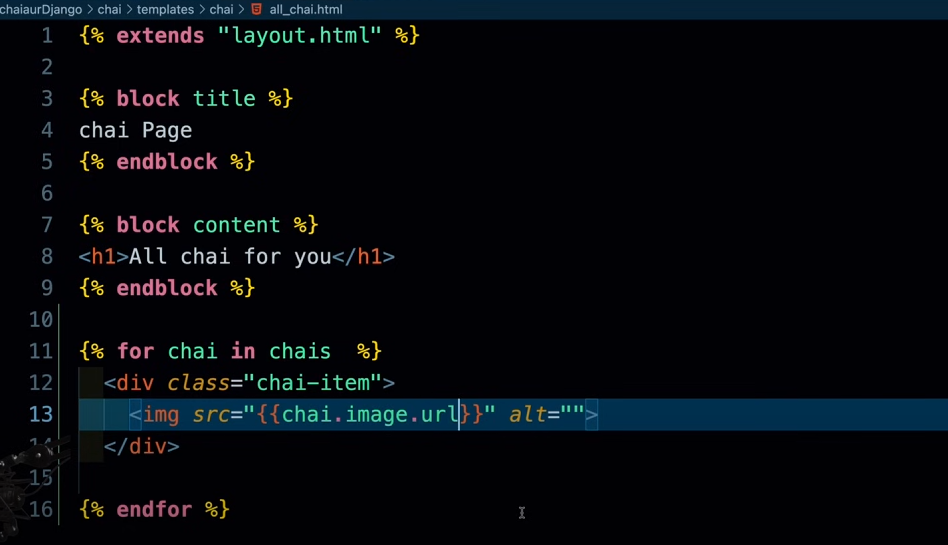 chaiaurDjango > chai > templates > chai > all_chai.html
1 {% extends "layout.html" %}
2
3 {% block title %}
4 chai Page
5 {% endblock %}
6
7 {% block content %}
8 <h1>All chai for you</h1>
9 {% endblock %}
10
11 {% for chai in chais  %}
12 <div class="chai-item">
13 <img src="{{chai.image.url}}" alt="">
14 </div>
15
16 {% endfor %}